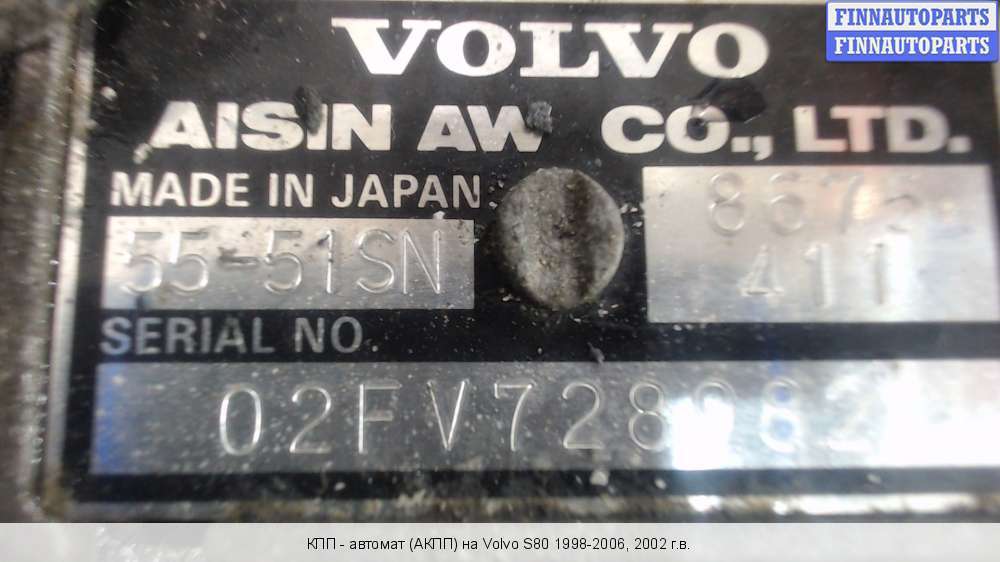 FINNAUTOPARTS
FINNAUTOPARTS
VOLVO
AISIN AW CO., LTD.
MADE IN JAPAN
8675
55-51SN
411
SERIAL NO
КПП - автомат (АКПП) на Volvo S80 1998-2006, 2002 г.в.